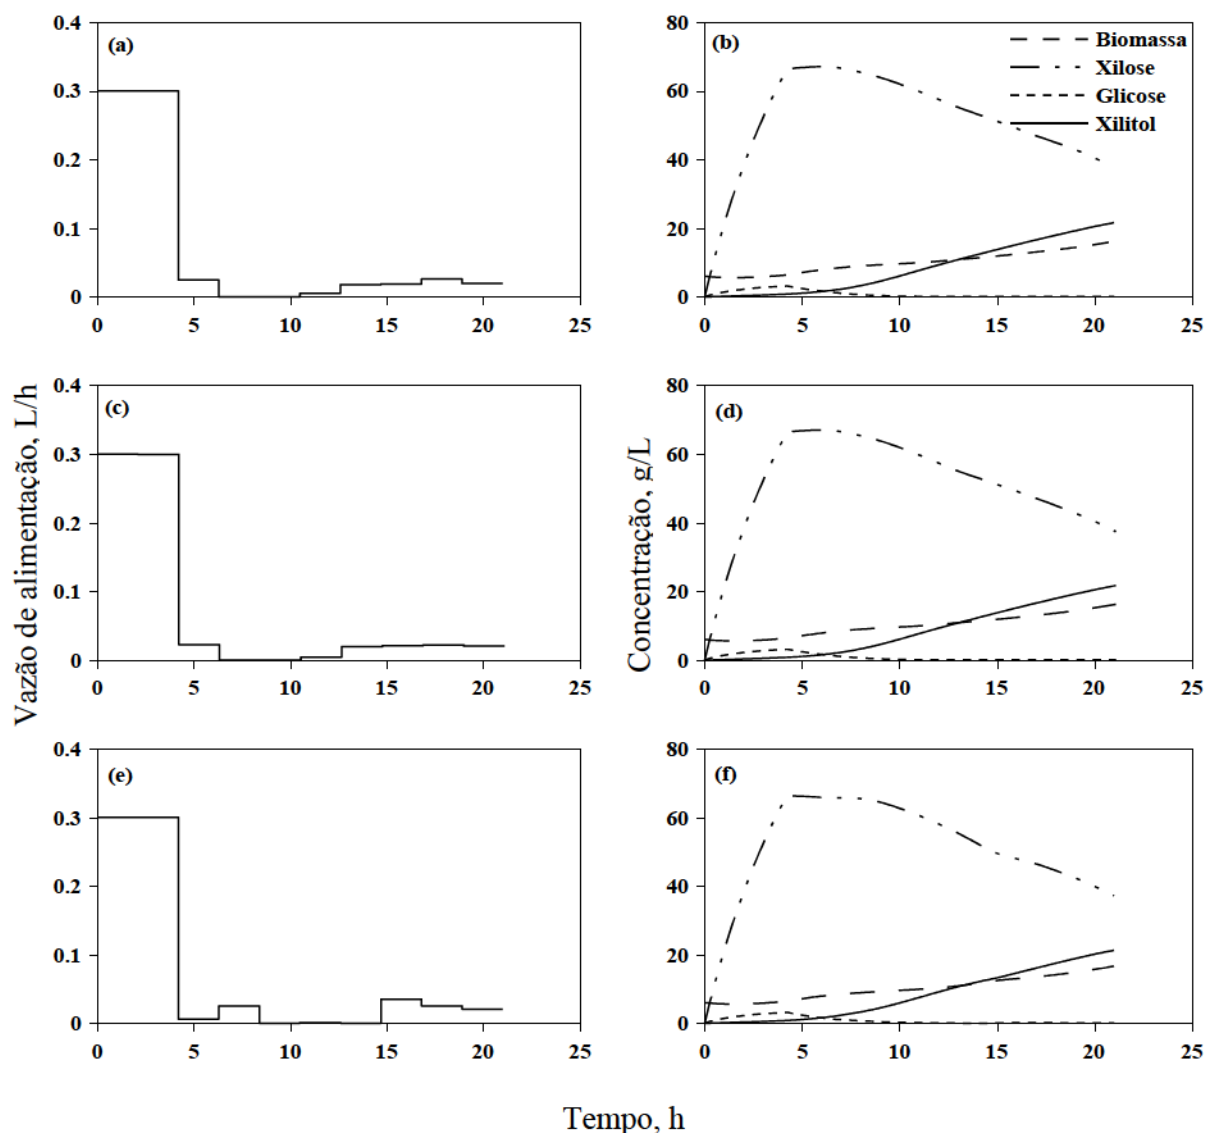 0.4
0.3
0.2
0.1
0
0 5 10 15 20 25
(a)
80
60
40
20
0
0 5 10 15 20 25
(b)
Biomassa
Xilose
Glicose
Xilitol
0.4
0.3
0.2
0.1
0
0 5 10 15 20 25
(c)
80
60
40
20
0
0 5 10 15 20 25
(d)
Vazão de alimentação, L/h
Concentração, g/L
0.4
0.3
0.2
0.1
0
0 5 10 15 20 25
(e)
80
60
40
20
0
0 5 10 15 20 25
(f)
Tempo, h